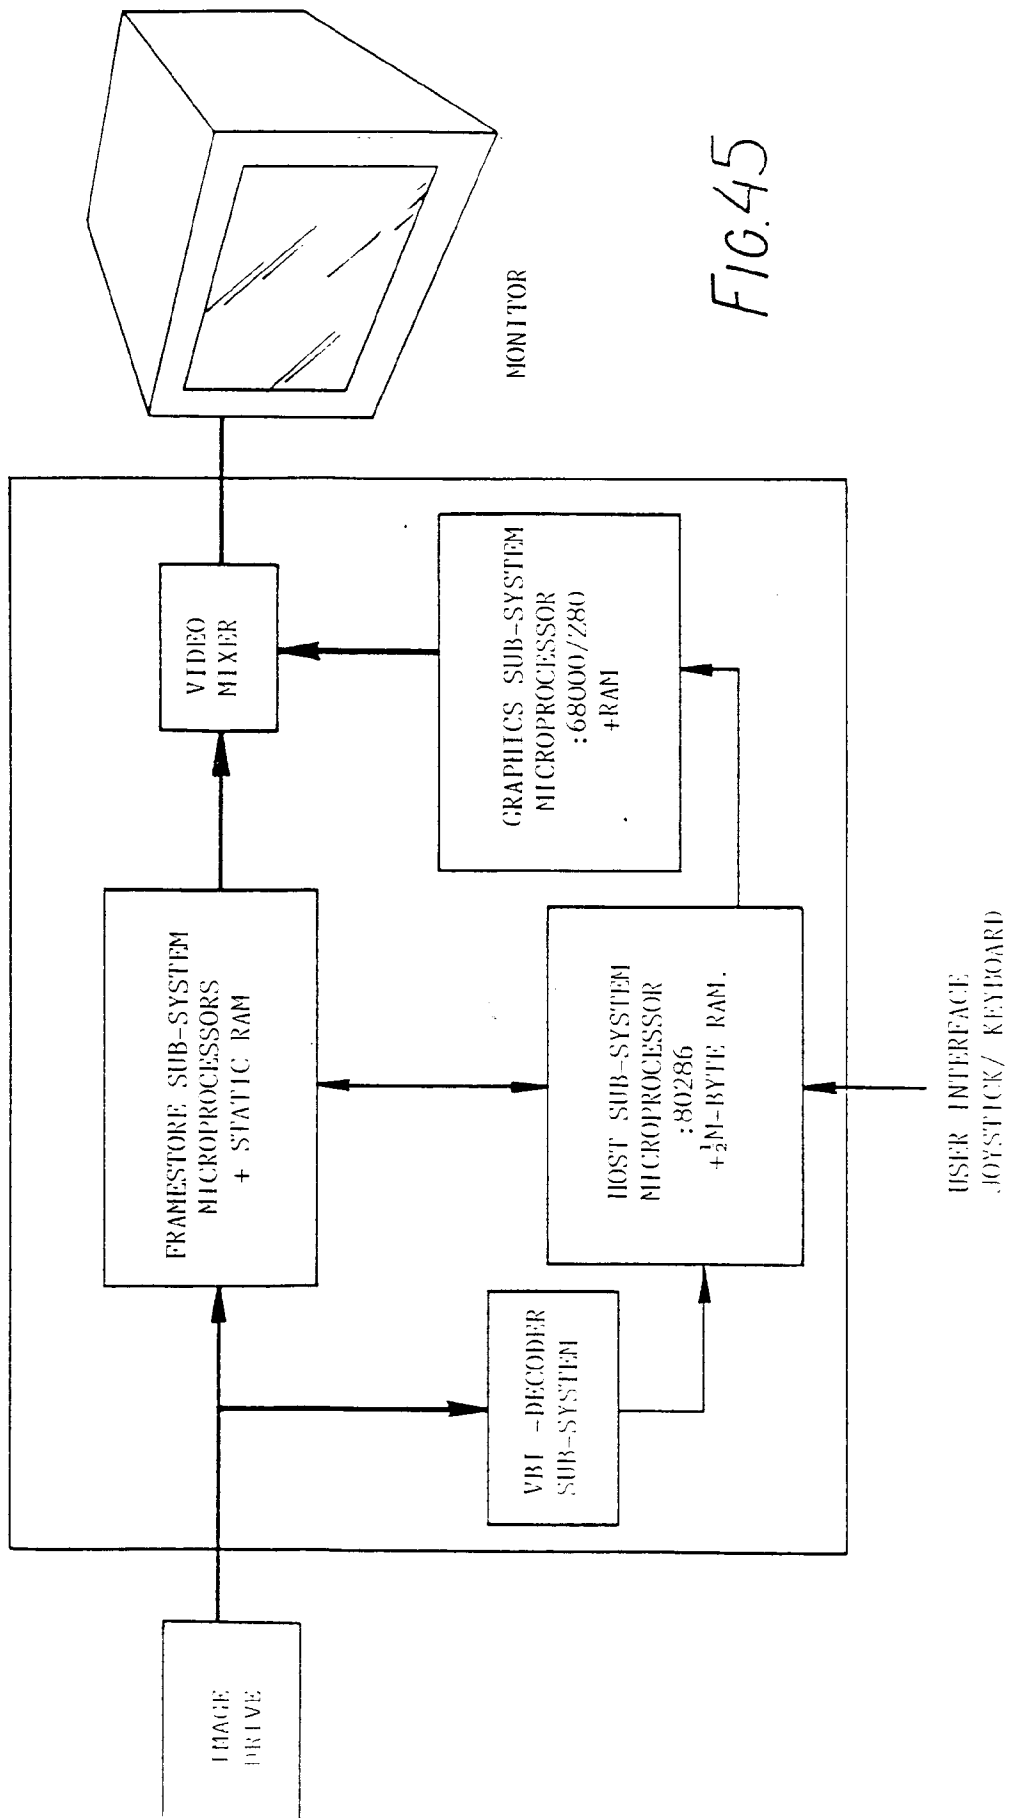 IMAGE
DRIVE
FRAMESTORE SUB-SYSTEM
MICROPROCESSORS
+ STATIC RAM
VIDEO
MIXER
MONITOR
VBI -DECODER
SUB-SYSTEM
HOST SUB-SYSTEM
MICROPROCESSOR
:80286
+½M-BYTE RAM.
GRAPHICS SUB-SYSTEM
MICROPROCESSOR
:68000/Z80
+RAM
USER INTERFACE
JOYSTICK/ KEYBOARD
FIG.45